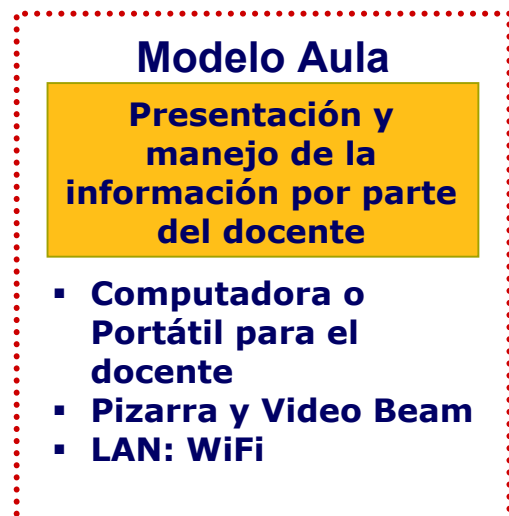 Modelo Aula
Presentación y
manejo de la
información por parte
del docente
▪ Computadora o
Portátil para el
docente
▪ Pizarra y Video Beam
▪ LAN: WiFi